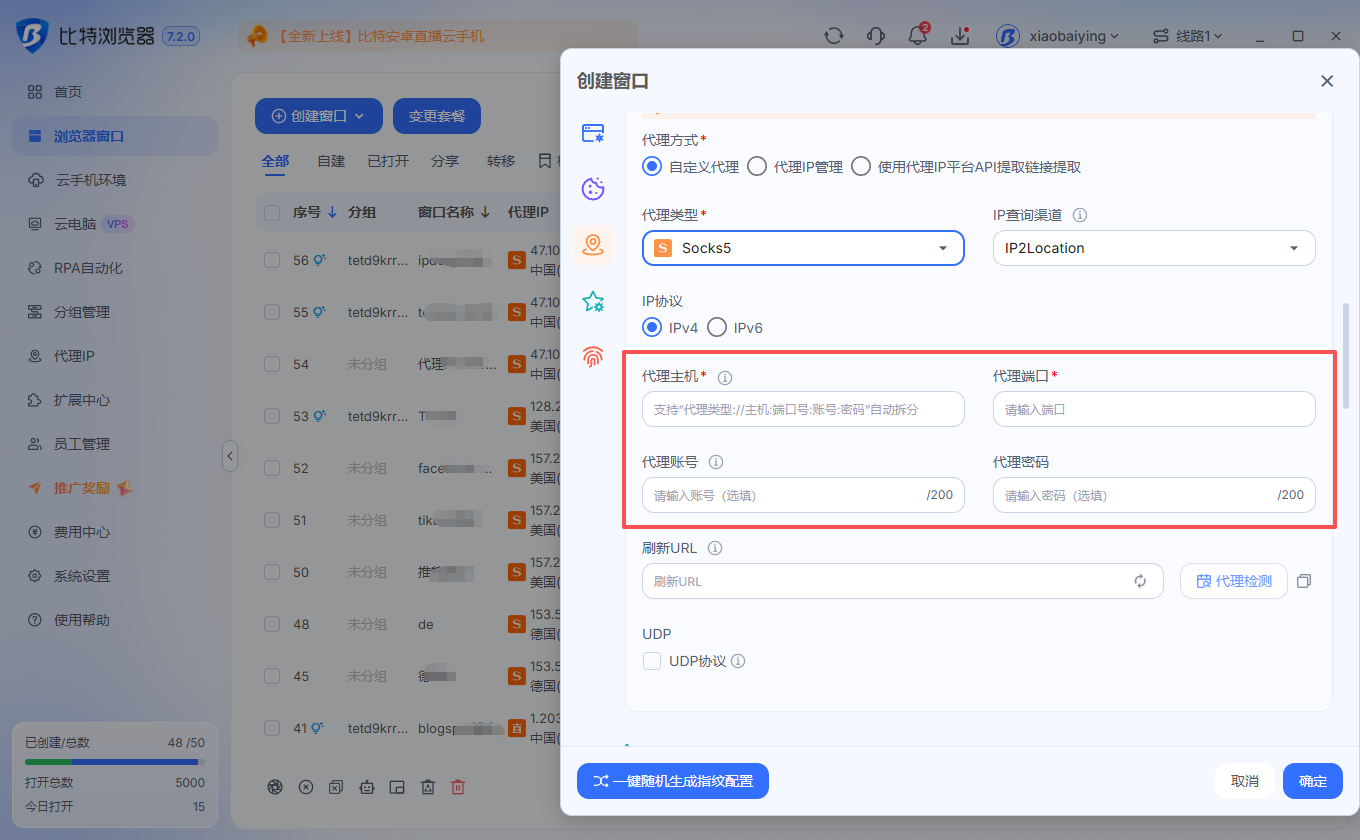 比特浏览器 7.2.0
【全新上线】比特安卓直播云手机
2
xiaobaiying
线路1
首页
浏览器窗口
云手机环境
云电脑 VPS
RPA自动化
分组管理
代理IP
扩展中心
员工管理
推广奖励
费用中心
系统设置
使用帮助
已创建/总数 48 /50
打开总数 5000
今日打开 15
创建窗口 变更套餐
全部 自建 已打开 分享 转移
序号 分组 窗口名称 代理IP
56 tetd9krr... 47.10
中国(
55 tetd9krr... 47.10
中国(
54 未分组 代理 ... 47.10
中国(
53 tetd9krr... 128.2
美国(
52 未分组 face ... 157.2
美国(
51 未分组 tik 157.2
美国(
50 未分组 157.2
美国(
48 未分组 de 153.5
德国(
45 未分组 153.5
德国(
41 tetd9krr... blogs 直 1.203
中国(
创建窗口
代理方式*
自定义代理 代理IP管理 使用代理IP平台API提取链接提取
代理类型* IP查询渠道
S Socks5 IP2Location
IP协议
IPv4 IPv6
代理主机* 代理端口*
支持“代理类型://主机:端口号:账号:密码”自动拆分 请输入端口
代理账号 代理密码
请输入账号（选填） /200 请输入密码（选填） /200
刷新URL
刷新URL 代理检测
UDP
UDP协议
一键随机生成指纹配置 取消 确定